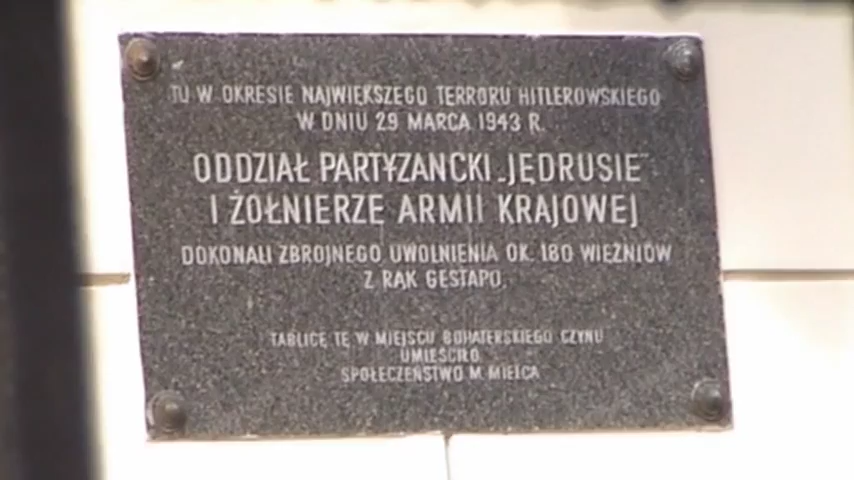 TU W OKRESIE NAJWIĘKSZEGO TERRORU HITLEROWSKIEGO
W DNIU 29 MARCA 1943 R.
ODDZIAŁ PARTYZANCKI „JĘDRUSIE”
I ŻOŁNIERZE ARMII KRAJOWEJ
DOKONALI ZBROJNEGO UWOLNIENIA OK. 180 WIĘŹNIÓW
Z RĄK GESTAPO.
TABLICĘ TĘ W MIEJSCU BOHATERSKIEGO CZYNU
UMIEŚCIŁO
SPOŁECZEŃSTWO M. MIELCA